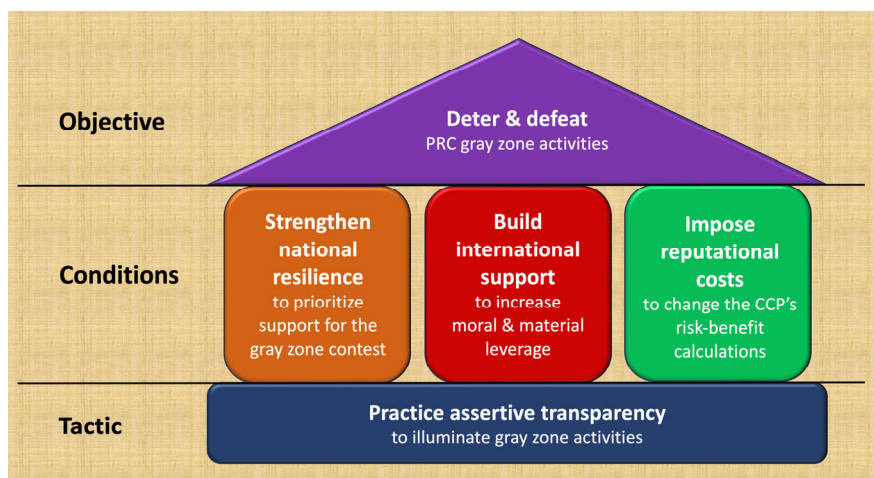 Objective
Deter & defeat
PRC gray zone activities
Conditions
Strengthen
national
resilience
to prioritize
support for the
gray zone contest
Build
international
support
to increase
moral & material
leverage
Impose
reputational
costs
to change the CCP’s
risk-benefit
calculations
Tactic
Practice assertive transparency
to illuminate gray zone activities